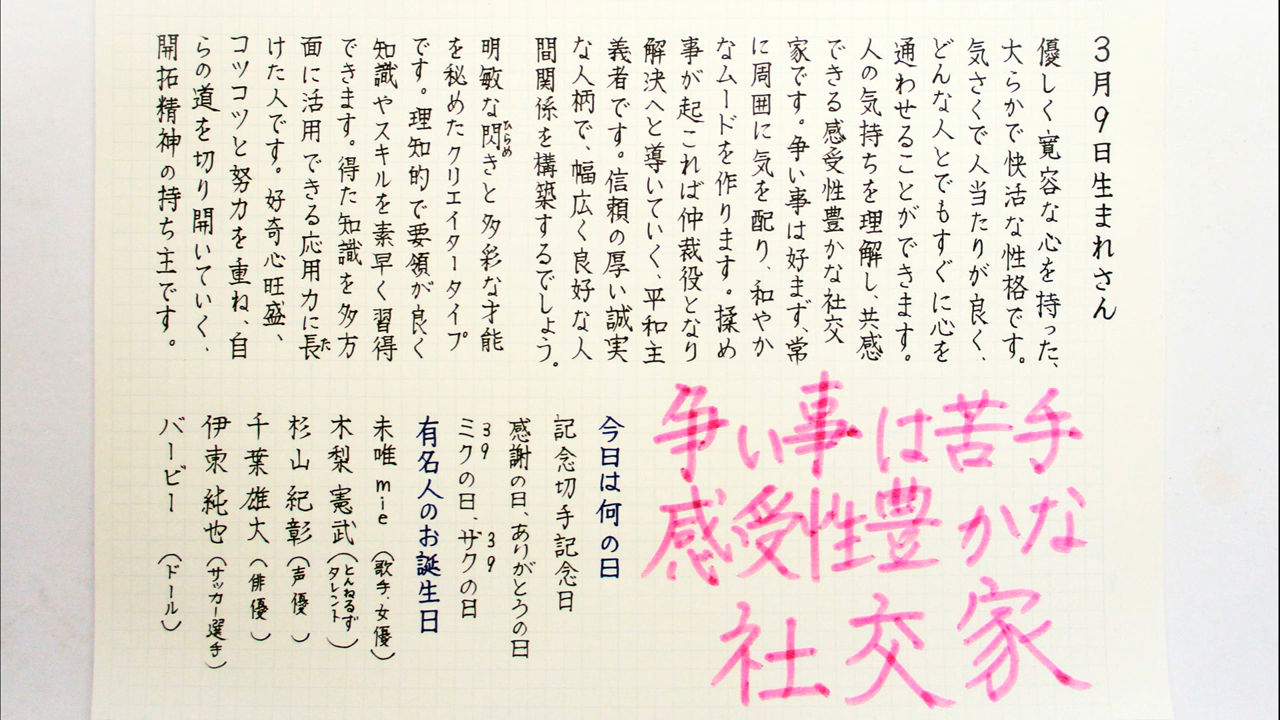 3月9日生まれさん
優しく寛容な心を持った、
大らかで快活な性格です。
気さくで人当たりが良く、
どんな人とでもすぐに心を
通わせることができます。
人の気持ちを理解し、共感
できる感受性豊かな社交
家です。争い事は好まず、常
に周囲に気を配り、和やか
なムードを作ります。揉め
事が起これば仲裁役となり
解決へと導いていく、平和主
義者です。信頼の厚い誠実
な人柄で、幅広く良好な人
間関係を構築するでしょう。
明敏な閃きと多彩な才能
ひらめ
を秘めたクリエイタータイプ
です。理知的で要領が良く
知識やスキルを素早く習得
できます。得た知識を多方
面に活用できる応用力に長
た
けた人です。好奇心旺盛、
コツコツと努力を重ね、自
らの道を切り開いていく、
開拓精神の持ち主です。
争い事は苦手
感受性豊かな
社交家
今日は何の日
記念切手記念日
感謝の日、ありがとうの日
39 39
ミクの日、ザクの日
有名人のお誕生日
未唯mie(歌手、女優)
木梨憲武(とんねるず タレント)
杉山紀彰(声優)
千葉雄大(俳優)
伊東純也(サッカー選手)
バービー(ドール)